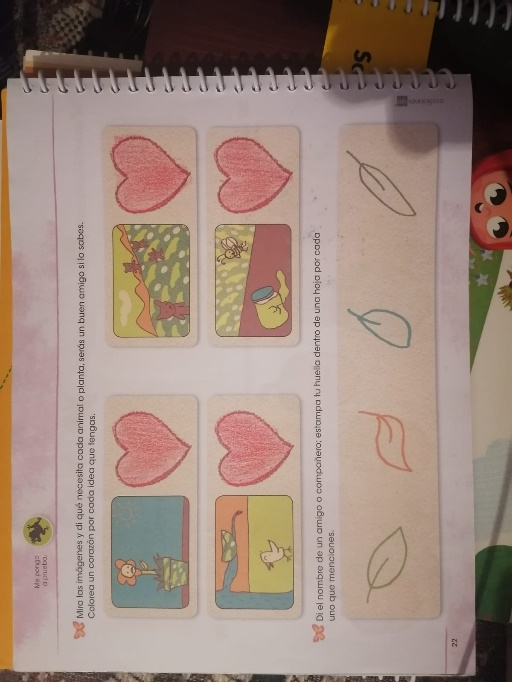 Me pongo
a prueba.
Mira las imágenes y di qué necesita cada animal o planta, serás un buen amigo si lo sabes.
Colorea un corazón por cada idea que tengas.
Di el nombre de un amigo o compañero; estampa tu huella dentro de una hoja por cada
uno que menciones.
22